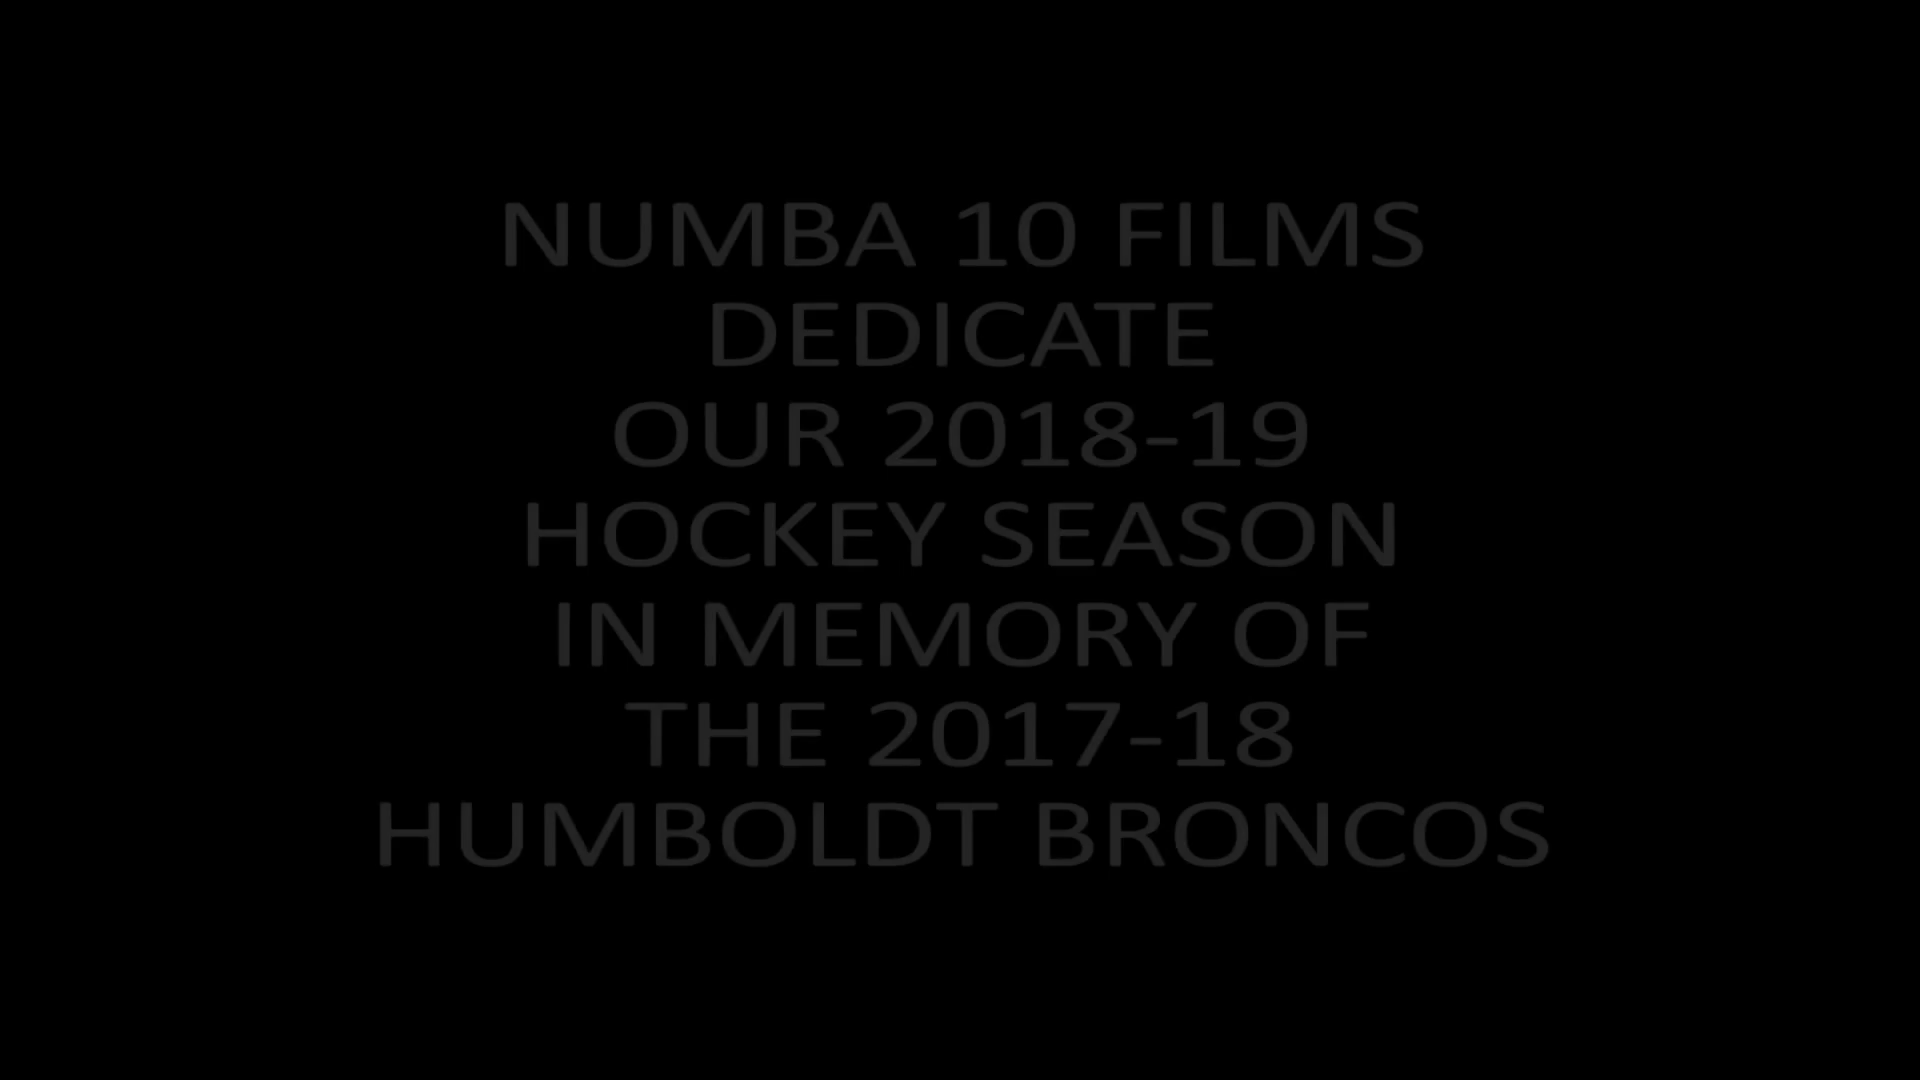 NUMBA 10 FILMS
DEDICATE
OUR 2018-19
HOCKEY SEASON
IN MEMORY OF
THE 2017-18
HUMBOLDT BRONCOS